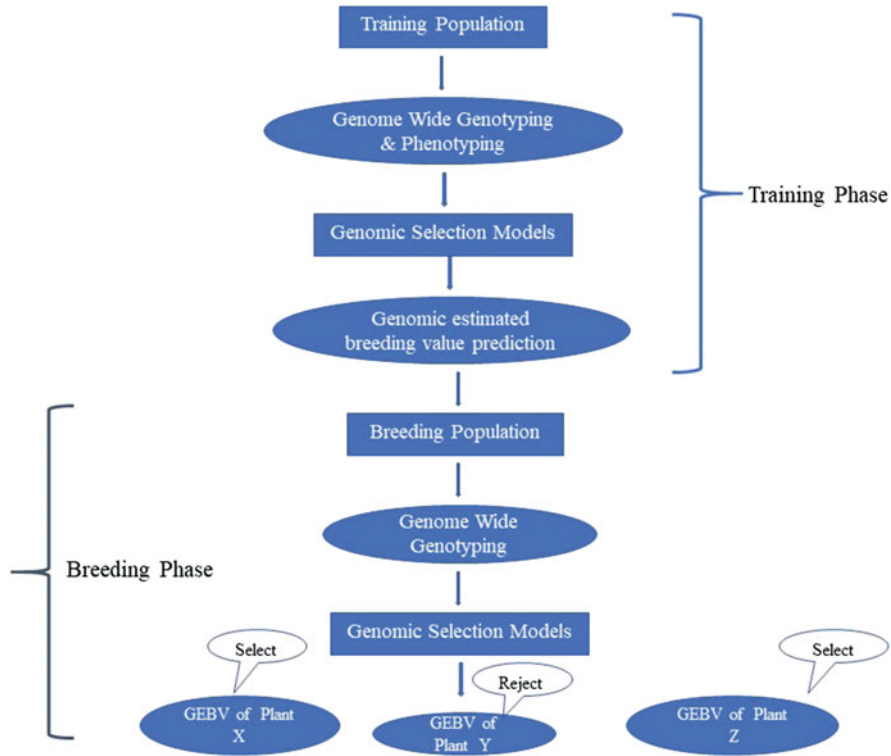 Training Population
Genome Wide Genotyping
& Phenotyping
Training Phase
Genomic Selection Models
Genomic estimated
breeding value prediction
Breeding Population
Genome Wide
Genotyping
Breeding Phase
Genomic Selection Models
Select
Select
Reject
GEBV of Plant
X
GEBV of
Plant Y
GEBV of Plant
Z